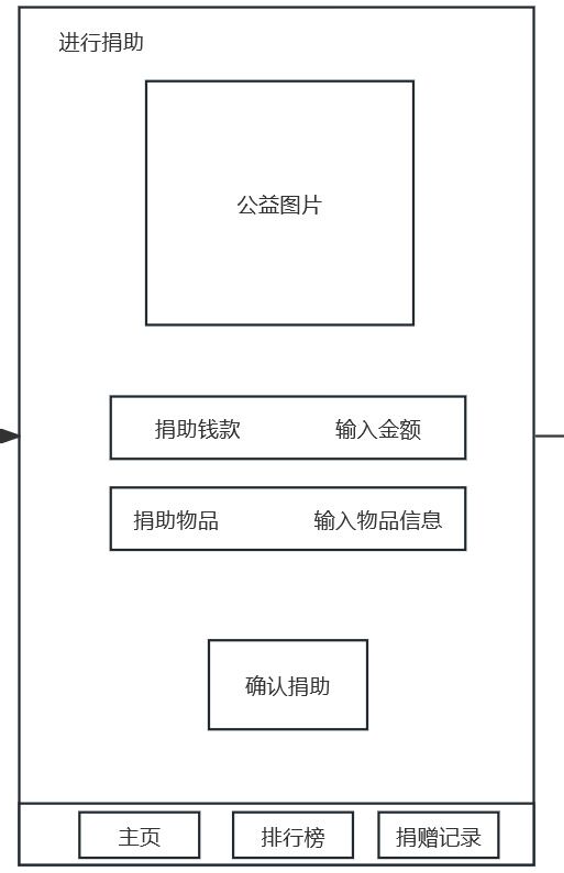 进行捐助
公益图片
捐助钱款 输入金额
捐助物品 输入物品信息
确认捐助
主页 排行榜 捐赠记录